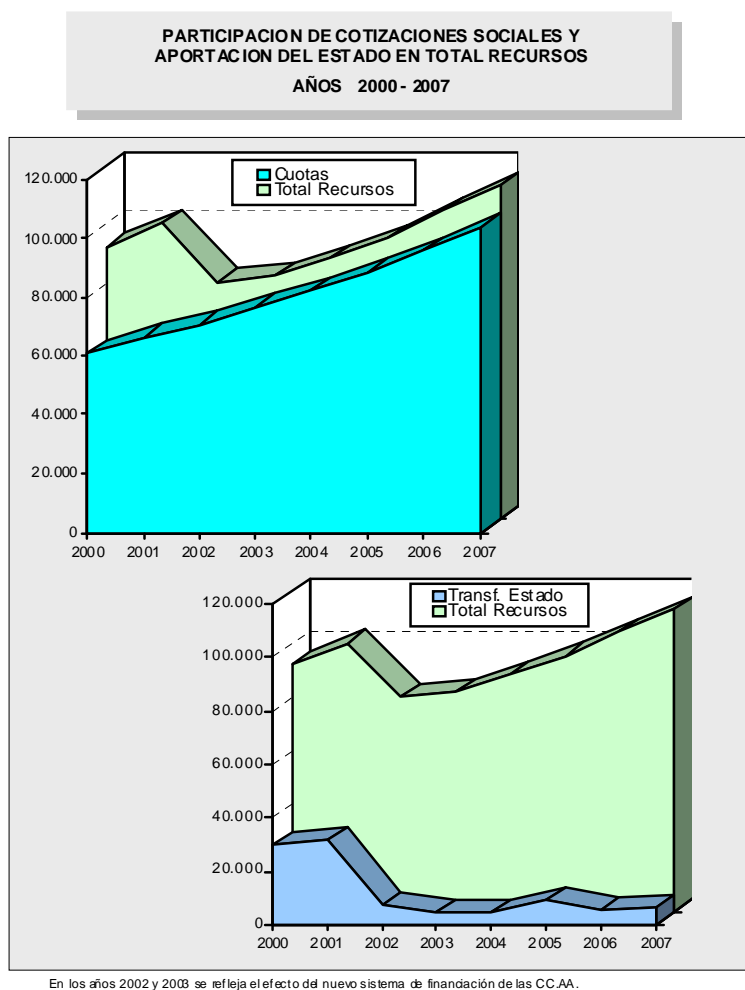 PARTICIPACION DE COTIZACIONES SOCIALES Y
APORTACION DEL ESTADO EN TOTAL RECURSOS
AÑOS 2000 - 2007
Cuotas
Total Recursos
120.000
100.000
80.000
60.000
40.000
20.000
0
2000 2001 2002 2003 2004 2005 2006 2007
Transf. Estado
Total Recursos
120.000
100.000
80.000
60.000
40.000
20.000
0
2000 2001 2002 2003 2004 2005 2006 2007
En los años 2002 y 2003 se refleja el efecto del nuevo sistema de financiación de las CC.AA.